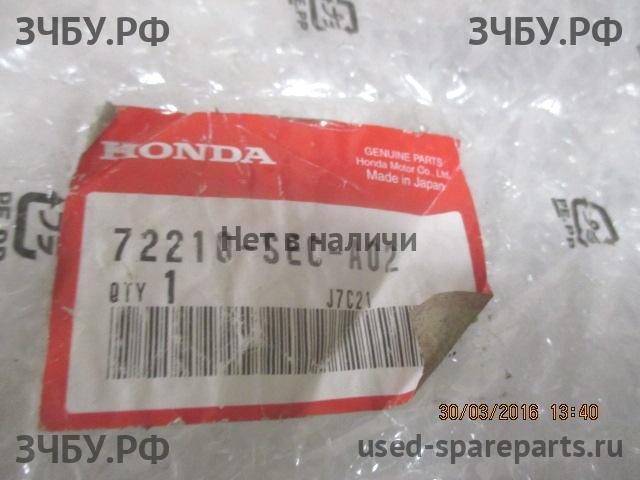 ЗЧБУ.РФ
ЗЧБУ.РФ
HONDA
GENUINE PARTS
Honda Motor Co., Ltd.
Made in Japan
Нет в наличи
QTY 1
J7C21
30/03/2016 13:40
ЗЧБУ.РФ
used-spareparts.ru